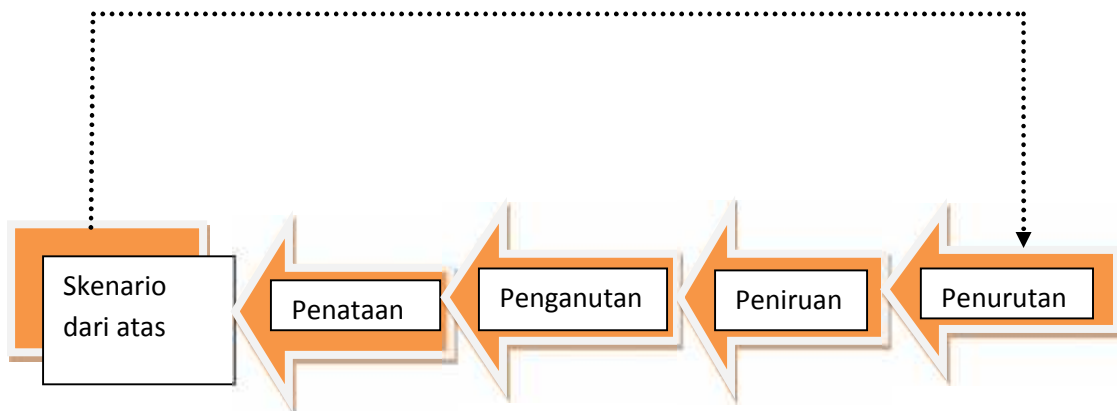 Skenario
dari atas
Penataan
Penganutan
Peniruan
Penurutan